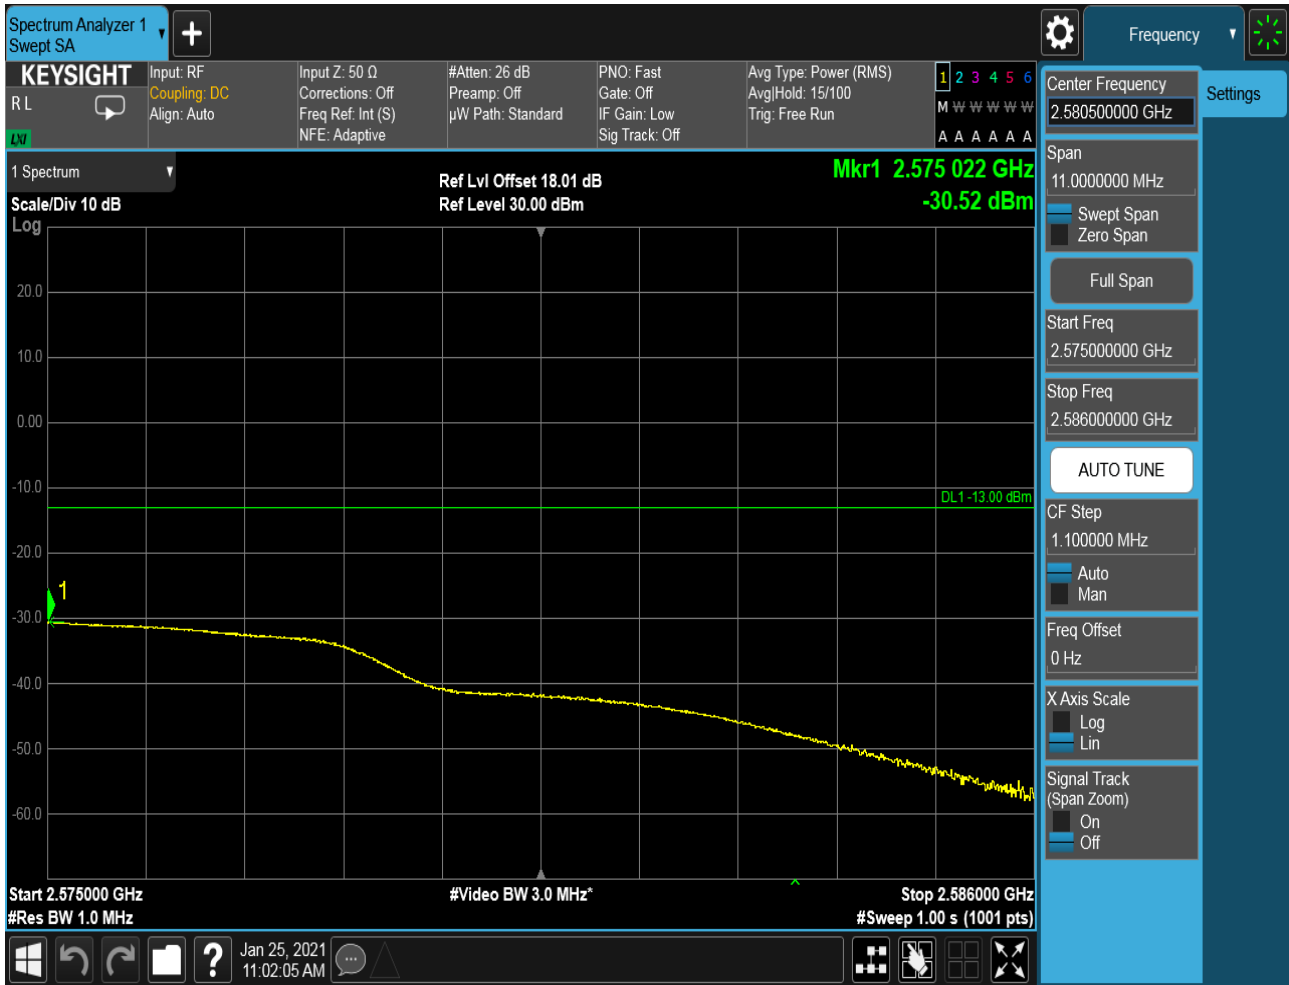 Spectrum Analyzer 1
Swept SA
Frequency
KEYSIGHT
R L
LXI
Input: RF
Coupling: DC
Align: Auto
Input Z: 50 Ω
Corrections: Off
Freq Ref: Int (S)
NFE: Adaptive
#Atten: 26 dB
Preamp: Off
µW Path: Standard
PNO: Fast
Gate: Off
IF Gain: Low
Sig Track: Off
Avg Type: Power (RMS)
Avg|Hold: 15/100
Trig: Free Run
1 2 3 4 5 6
M W W W W W
A A A A A A
1 Spectrum
Scale/Div 10 dB
Log
Ref Lvl Offset 18.01 dB
Ref Level 30.00 dBm
Mkr1 2.575 022 GHz
-30.52 dBm
20.0
10.0
0.00
-10.0
DL1 -13.00 dBm
-20.0
1
-30.0
-40.0
-50.0
-60.0
Start 2.575000 GHz
#Res BW 1.0 MHz
#Video BW 3.0 MHz*
Stop 2.586000 GHz
#Sweep 1.00 s (1001 pts)
?
Jan 25, 2021
11:02:05 AM
Center Frequency
2.580500000 GHz
Settings
Span
11.0000000 MHz
Swept Span
Zero Span
Full Span
Start Freq
2.575000000 GHz
Stop Freq
2.586000000 GHz
AUTO TUNE
CF Step
1.100000 MHz
Auto
Man
Freq Offset
0 Hz
X Axis Scale
Log
Lin
Signal Track
(Span Zoom)
On
Off